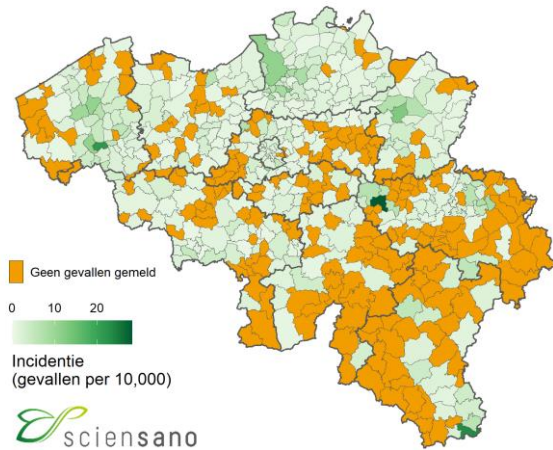 Geen gevallen gemeld
0 10 20
Incidentie
(gevallen per 10,000)
sciensano